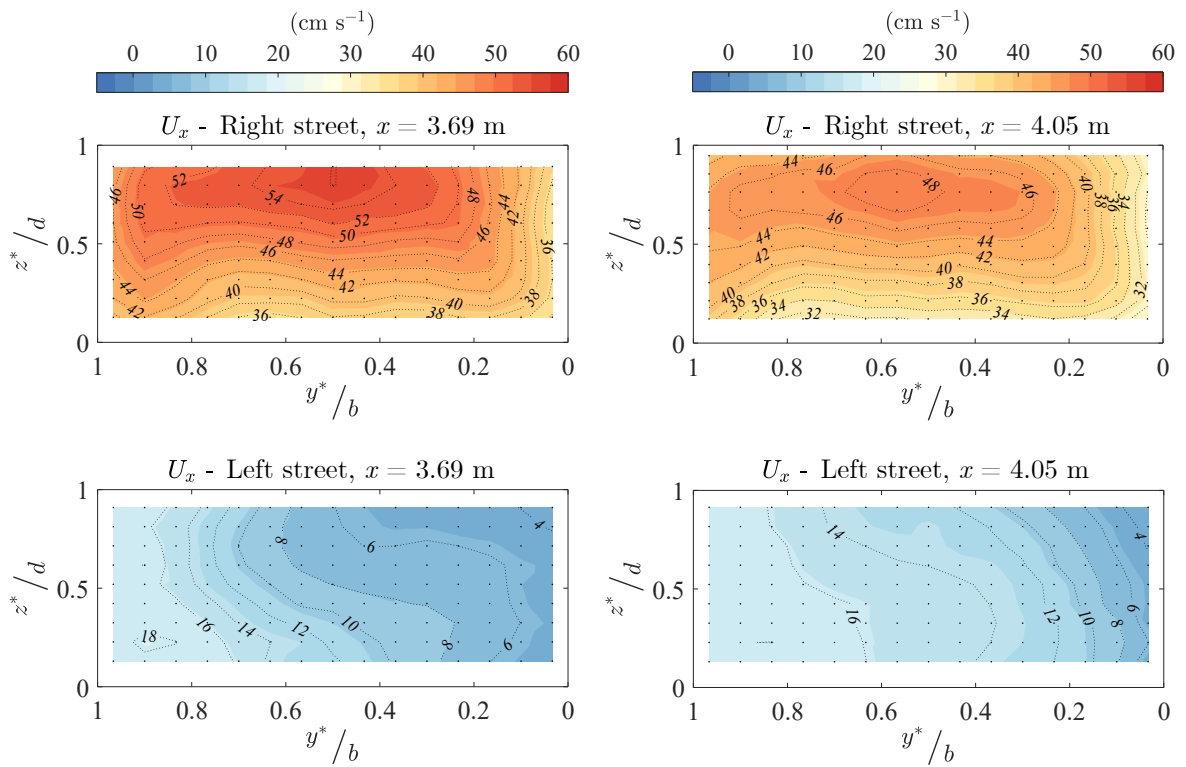 (cm s⁻¹) (cm s⁻¹)
0 10 20 30 40 50 60 0 10 20 30 40 50 60
Uₓ - Right street, x = 3.69 m
1
0.5
0
z*/d
46 50 52 54 48 44 42 46 36 52 50 48 46 44 42 44 42 40 40 38 36 38
1 0.8 0.6 0.4 0.2 0
y*/b
Uₓ - Right street, x = 4.05 m
1
0.5
0
z*/d
44 46 48 46 40 38 36 34 46 44 42 44 42 40 38 40 38 36 34 32 36 34 32
1 0.8 0.6 0.4 0.2 0
y*/b
Uₓ - Left street, x = 3.69 m
1
0.5
0
z*/d
4 8 6 18 16 14 12 10 8 6
1 0.8 0.6 0.4 0.2 0
y*/b
Uₓ - Left street, x = 4.05 m
1
0.5
0
z*/d
14 4 16 12 10 8 6
1 0.8 0.6 0.4 0.2 0
y*/b